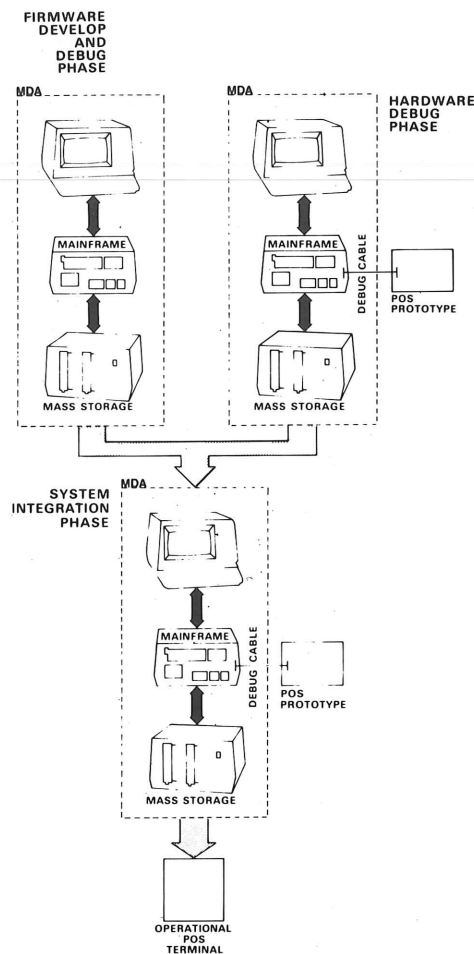 FIRMWARE
DEVELOP
AND
DEBUG
PHASE
MDA
MAINFRAME
MASS STORAGE
MDA
HARDWARE
DEBUG
PHASE
MAINFRAME
DEBUG CABLE
POS
PROTOTYPE
MASS STORAGE
SYSTEM
INTEGRATION
PHASE
MDA
MAINFRAME
DEBUG CABLE
POS
PROTOTYPE
MASS STORAGE
OPERATIONAL
POS
TERMINAL